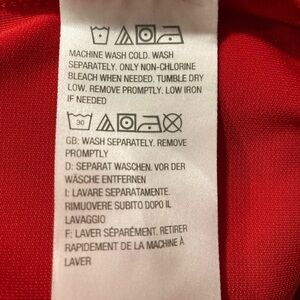 MACHINE WASH COLD. WASH
SEPARATELY. ONLY NON-CHLORINE
BLEACH WHEN NEEDED. TUMBLE DRY
LOW. REMOVE PROMPTLY. LOW IRON
IF NEEDED
30
GB: WASH SEPARATELY. REMOVE
PROMPTLY
D: SEPARAT WASCHEN. VOR DER
WÄSCHE ENTFERNEN
I: LAVARE SEPARATAMENTE.
RIMUOVERE SUBITO DOPO IL
LAVAGGIO
F: LAVER SÉPARÉMENT. RETIRER
RAPIDEMENT DE LA MACHINE À
LAVER